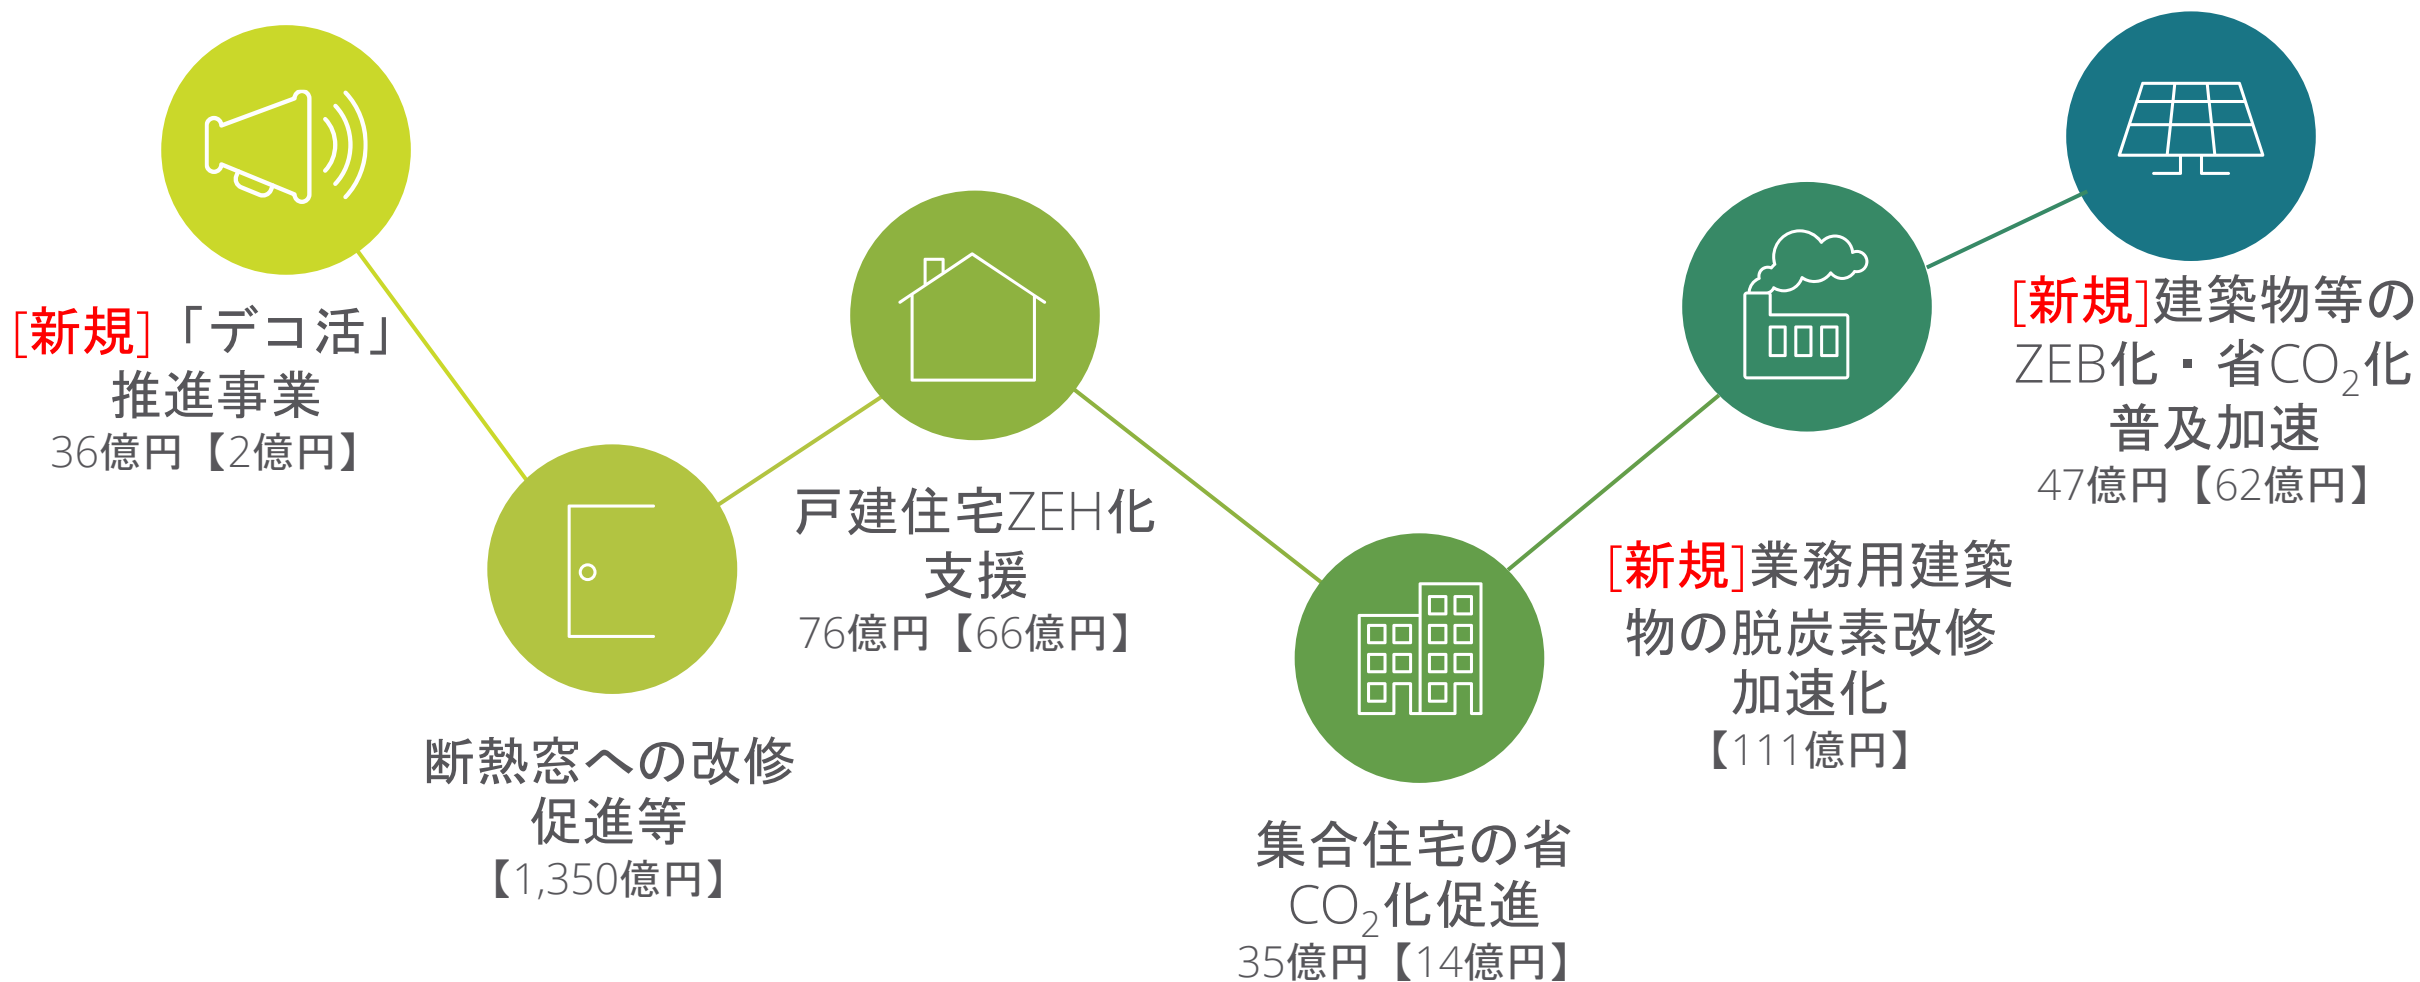 [新規]「デコ活」
推進事業
36億円【2億円】
断熱窓への改修
促進等
【1,350億円】
戸建住宅ZEH化
支援
76億円【66億円】
集合住宅の省
CO₂化促進
35億円【14億円】
[新規]業務用建築
物の脱炭素改修
加速化
【111億円】
[新規]建築物等の
ZEB化・省CO₂化
普及加速
47億円【62億円】